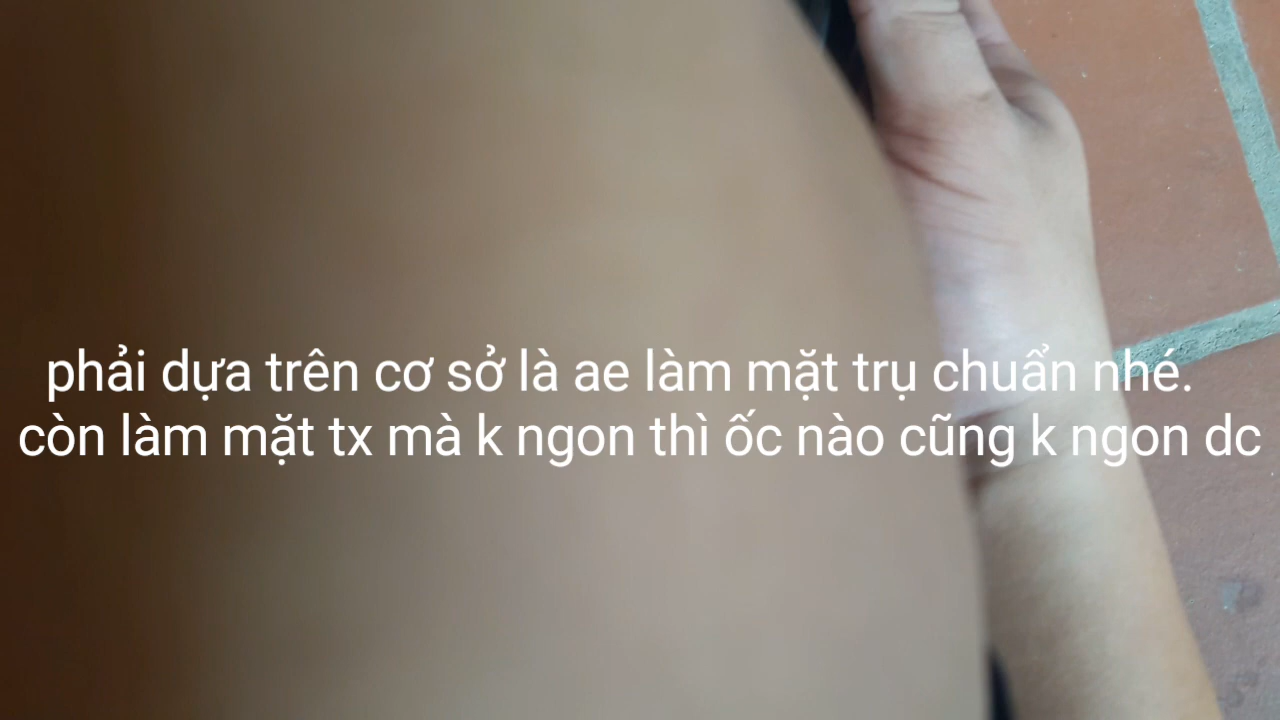 phải dựa trên cơ sở là ae làm mặt trụ chuẩn nhé.
còn làm mặt tx mà k ngon thì ốc nào cũng k ngon dc